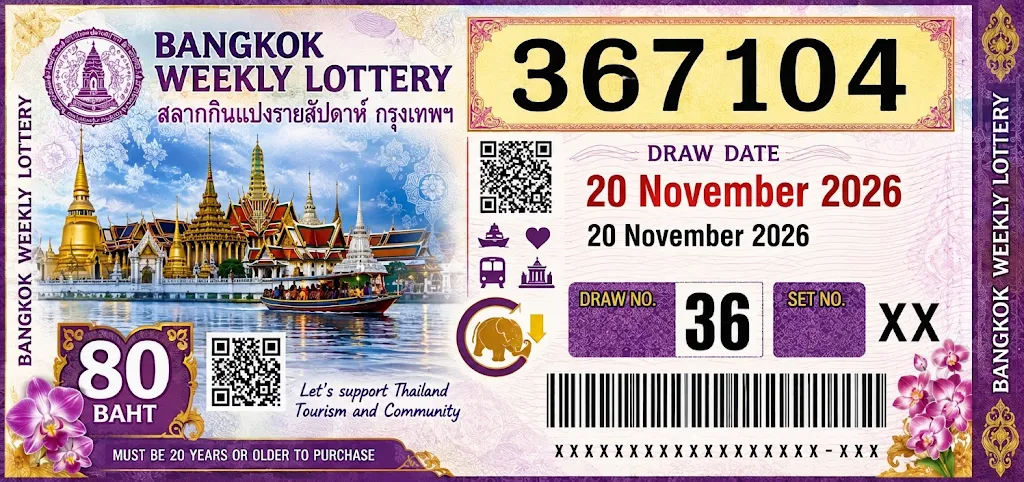 BANGKOK
WEEKLY LOTTERY
สลากกินแบ่งรายสัปดาห์ กรุงเทพฯ
BANGKOK WEEKLY LOTTERY
367104
DRAW DATE
20 November 2026
20 November 2026
DRAW NO.
36
SET NO.
XX
80
BAHT
Let's support Thailand
Tourism and Community
XXXXXXXXXXXXXXXXX-XXX
MUST BE 20 YEARS OR OLDER TO PURCHASE
BANGKOK WEEKLY LOTTERY